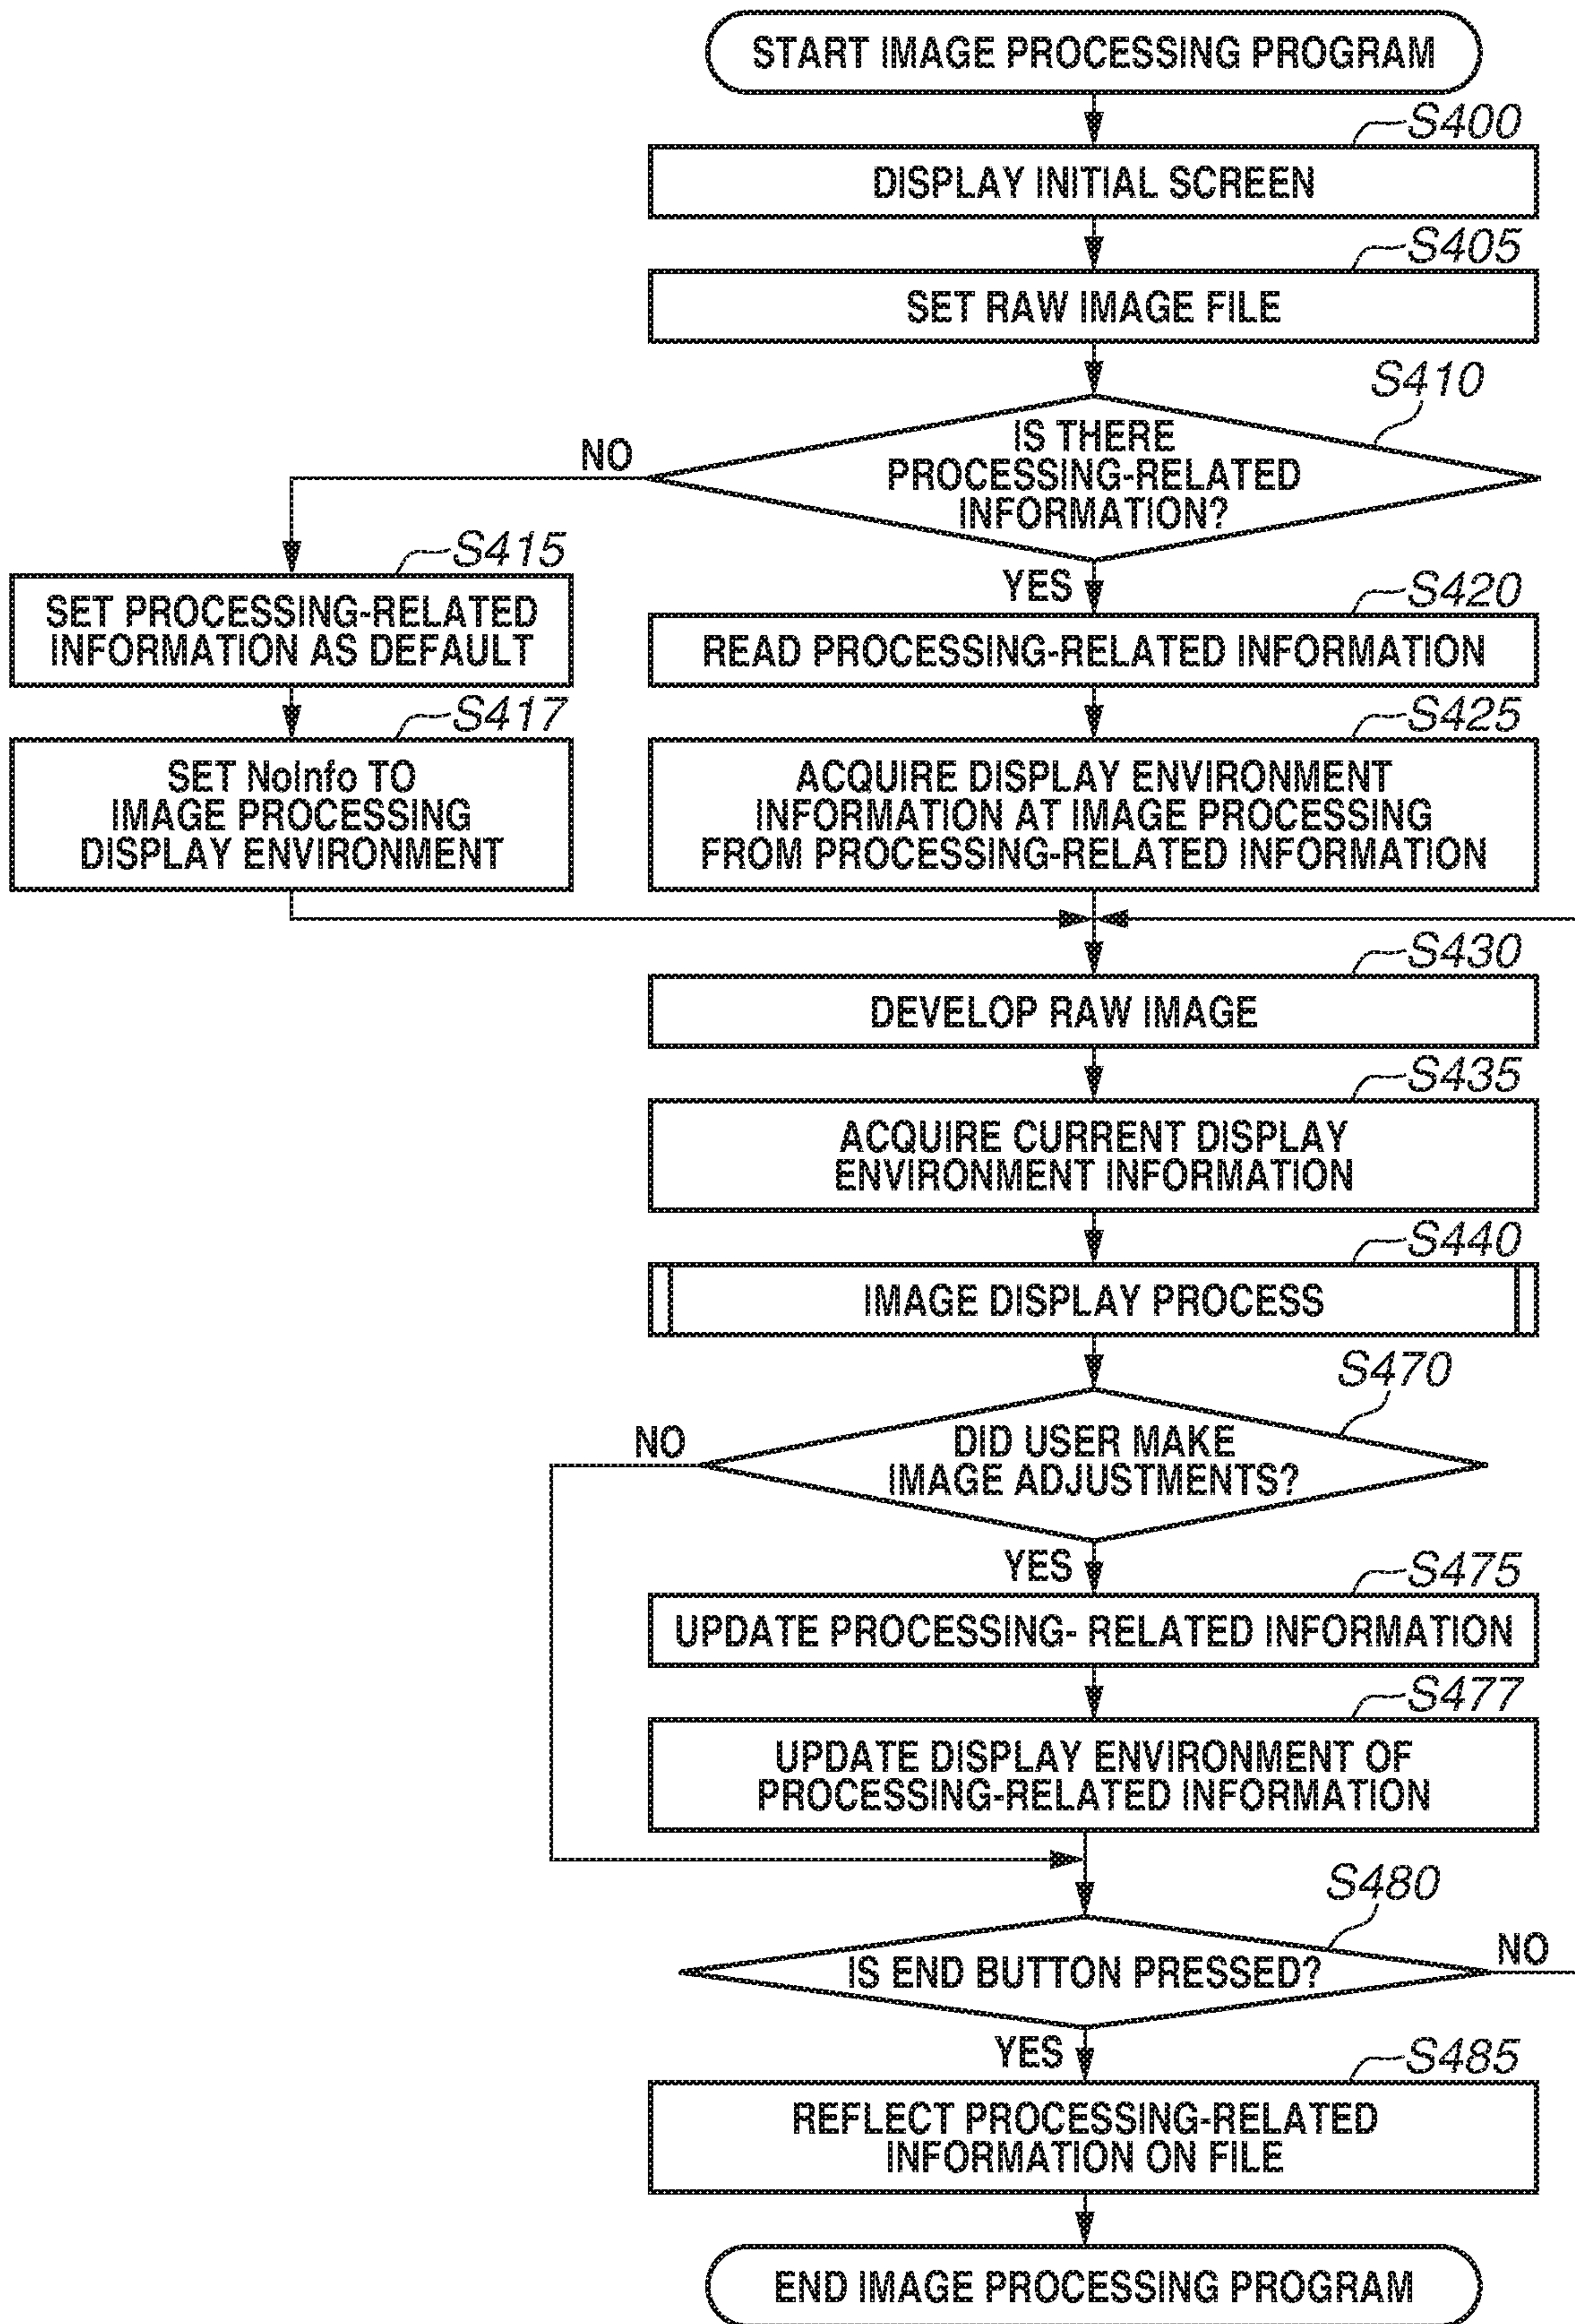 START IMAGE PROCESSING PROGRAM
S400
DISPLAY INITIAL SCREEN
S405
SET RAW IMAGE FILE
S410
IS THERE
PROCESSING-RELATED
INFORMATION?
NO
YES
S415
SET PROCESSING-RELATED
INFORMATION AS DEFAULT
S417
SET NoInfo TO
IMAGE PROCESSING
DISPLAY ENVIRONMENT
S420
READ PROCESSING-RELATED INFORMATION
S425
ACQUIRE DISPLAY ENVIRONMENT
INFORMATION AT IMAGE PROCESSING
FROM PROCESSING-RELATED INFORMATION
S430
DEVELOP RAW IMAGE
S435
ACQUIRE CURRENT DISPLAY
ENVIRONMENT INFORMATION
S440
IMAGE DISPLAY PROCESS
S470
DID USER MAKE
IMAGE ADJUSTMENTS?
NO
YES
S475
UPDATE PROCESSING- RELATED INFORMATION
S477
UPDATE DISPLAY ENVIRONMENT OF
PROCESSING-RELATED INFORMATION
S480
IS END BUTTON PRESSED?
NO
YES
S485
REFLECT PROCESSING-RELATED
INFORMATION ON FILE
END IMAGE PROCESSING PROGRAM